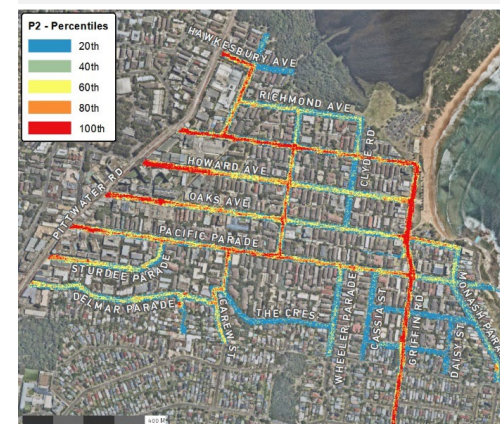 P2 - Percentiles
20th
40th
60th
80th
100th
HAWKESBURY AVE
RICHMOND AVE
CLYDE RD
HOWARD AVE
PITTWATER RD
OAKS AVE
PACIFIC PARADE
STURDEE PARADE
DELMAR PARADE
CAREW ST
THE CRES
WHEELER PARADE
CASSIA ST
GRIFFIN RD
DAISY ST
MONASH PARA
400 M